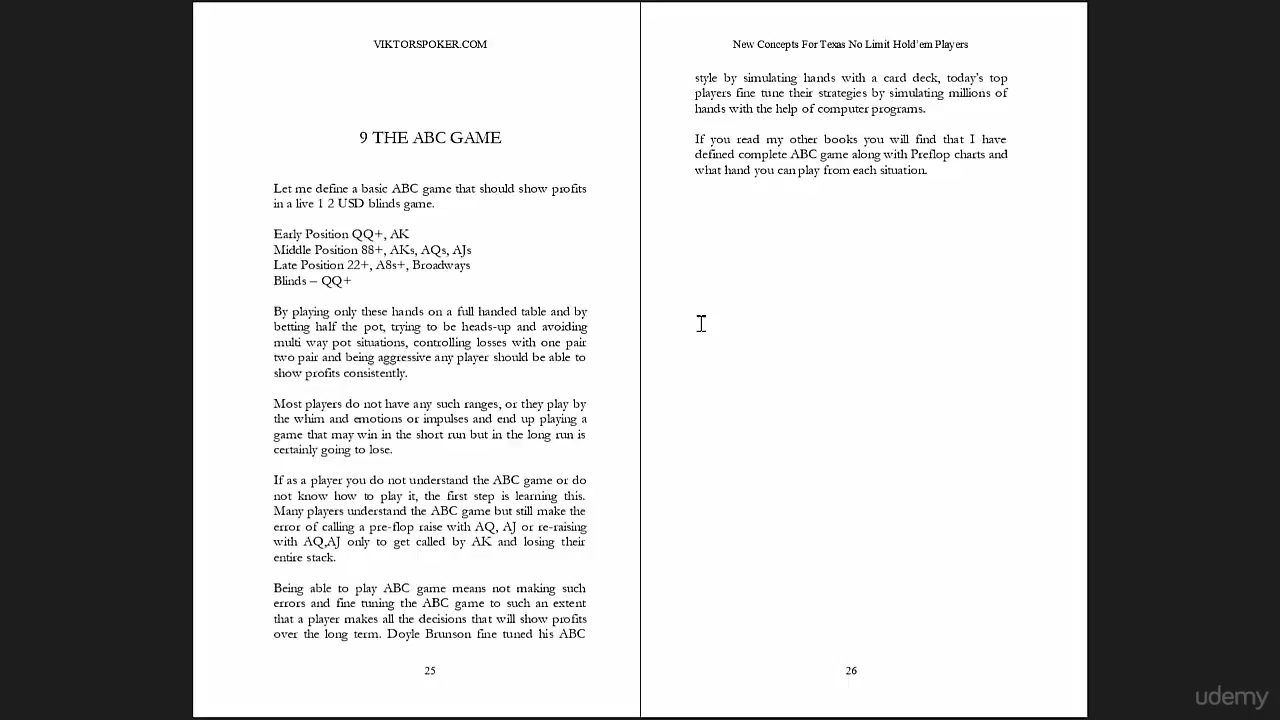 VIKTORSPOKER.COM
9 THE ABC GAME
Let me define a basic ABC game that should show profits
in a live 1 2 USD blinds game.
Early Position QQ+, AK
Middle Position 88+, AKs, AQs, AJs
Late Position 22+, A8s+, Broadways
Blinds – QQ+
By playing only these hands on a full handed table and by
betting half the pot, trying to be heads-up and avoiding
multi way pot situations, controlling losses with one pair
two pair and being aggressive any player should be able to
show profits consistently.
Most players do not have any such ranges, or they play by
the whim and emotions or impulses and end up playing a
game that may win in the short run but in the long run is
certainly going to lose.
If as a player you do not understand the ABC game or do
not know how to play it, the first step is learning this.
Many players understand the ABC game but still make the
error of calling a pre-flop raise with AQ, AJ or re-raising
with AQ,AJ only to get called by AK and losing their
entire stack.
Being able to play ABC game means not making such
errors and fine tuning the ABC game to such an extent
that a player makes all the decisions that will show profits
over the long term. Doyle Brunson fine tuned his ABC
25
New Concepts For Texas No Limit Hold'em Players
style by simulating hands with a card deck, today's top
players fine tune their strategies by simulating millions of
hands with the help of computer programs.
If you read my other books you will find that I have
defined complete ABC game along with Preflop charts and
what hand you can play from each situation.
26
udemy